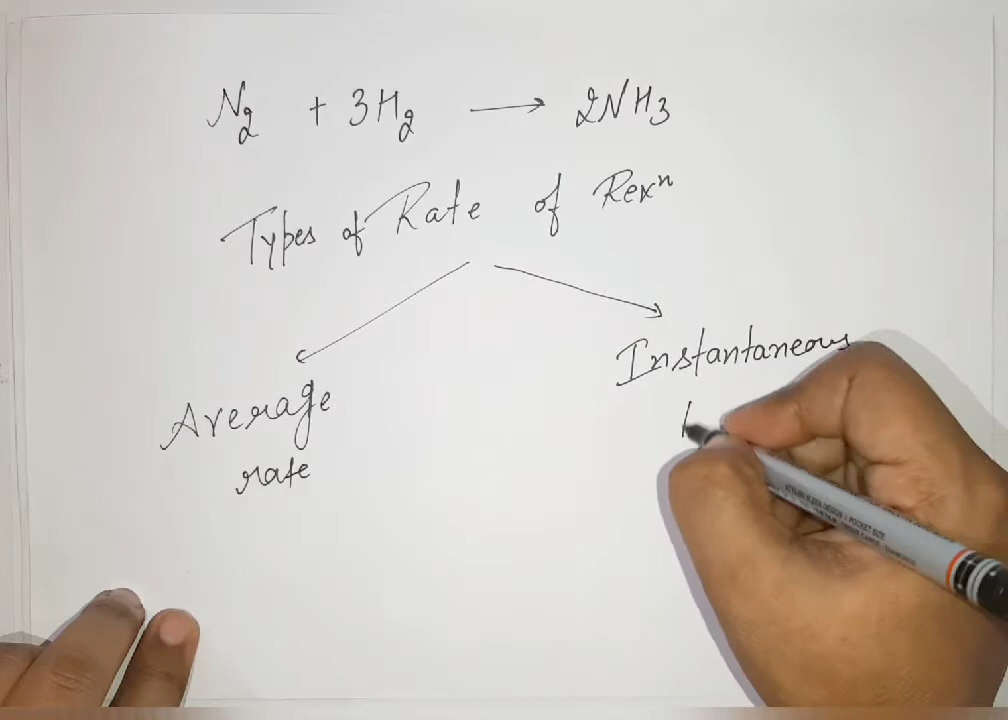 N₂ + 3H₂ → 2NH₃
Types of Rate of Rexⁿ
Average
rate
Instantaneous